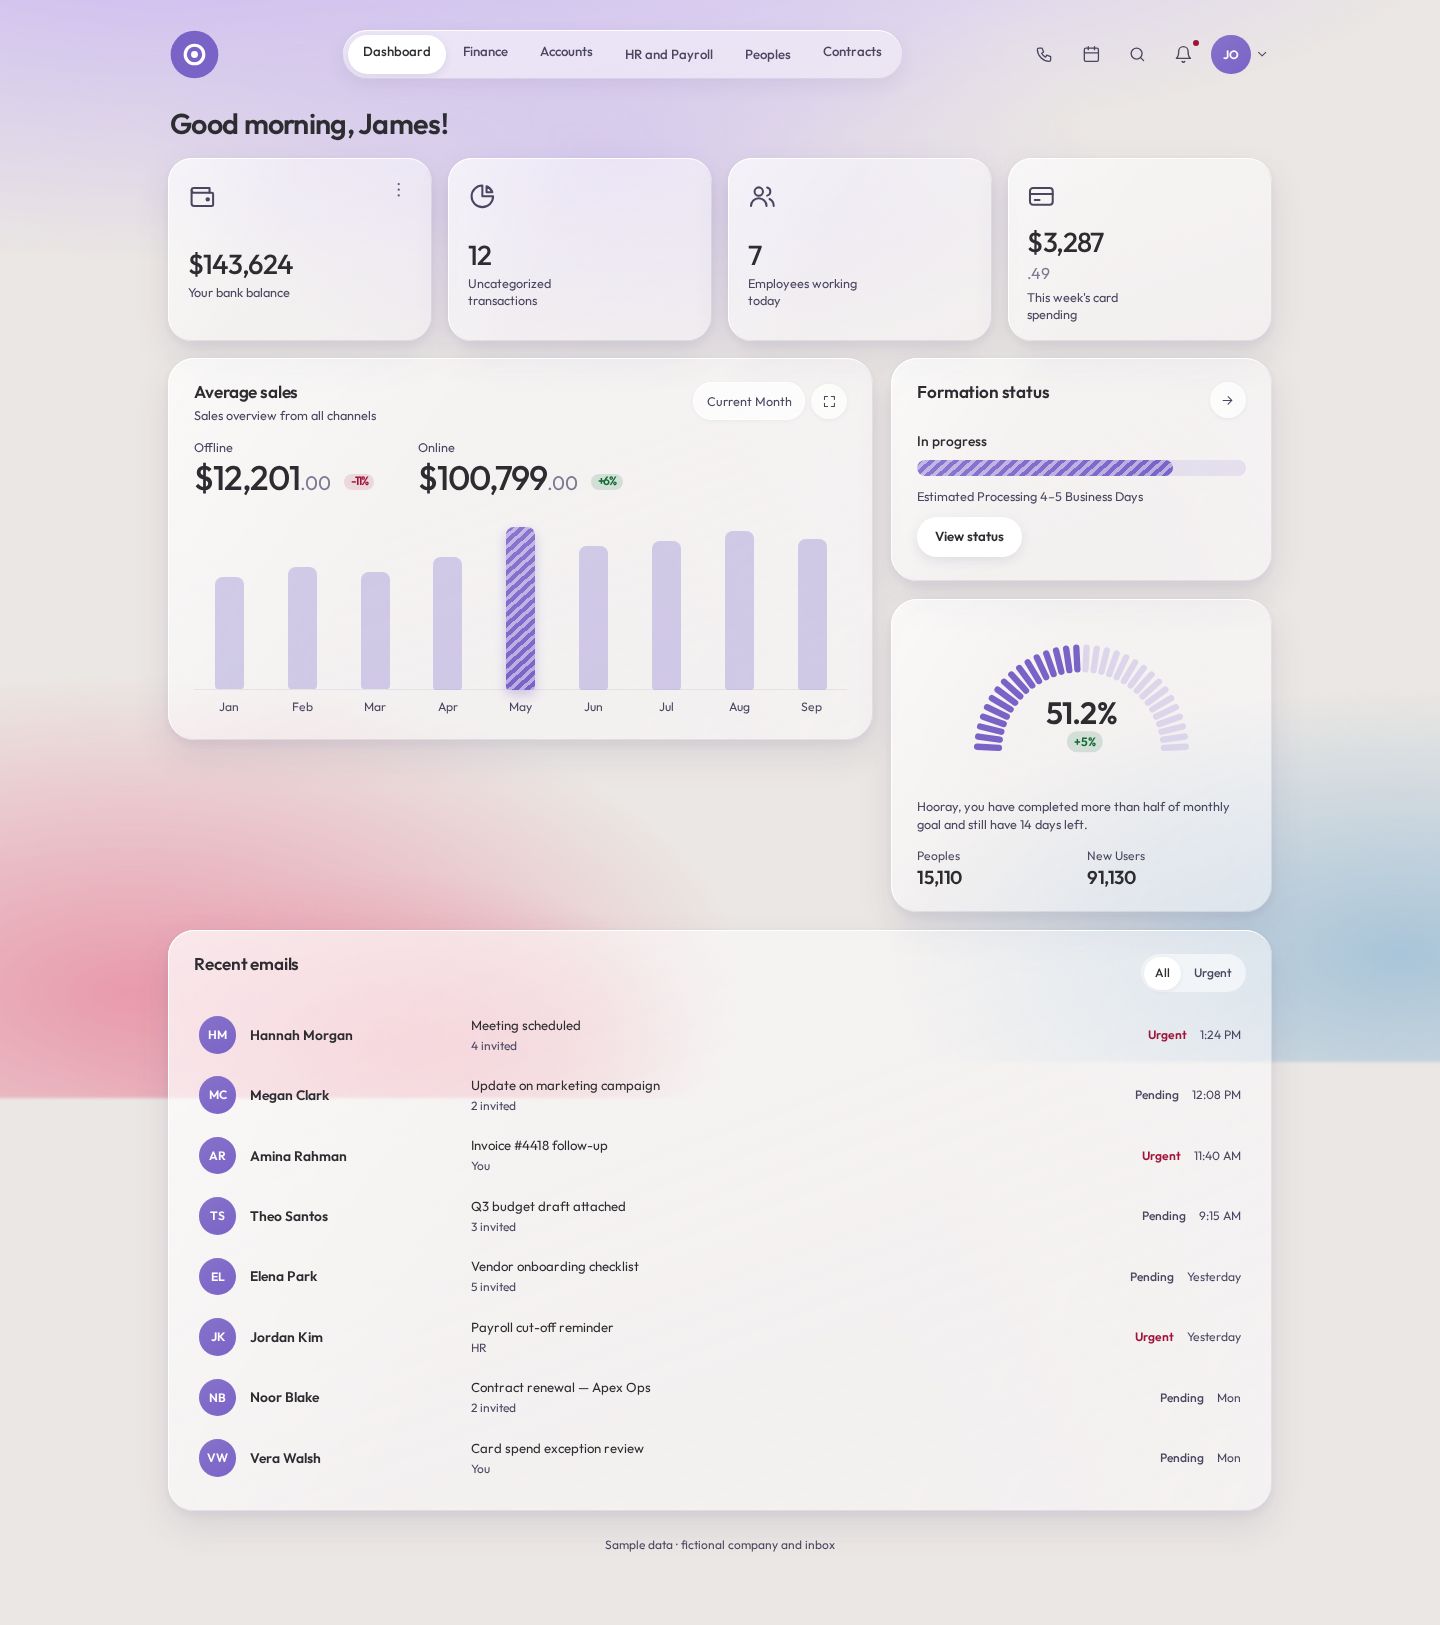 Dashboard
Finance
Accounts
HR and Payroll
Peoples
Contracts
JO
Good morning, James!
$143,624
Your bank balance
12
Uncategorized
transactions
7
Employees working
today
$3,287
.49
This week's card
spending
Average sales
Sales overview from all channels
Current Month
Offline
$12,201.00 -11%
Online
$100,799.00 +6%
Jan
Feb
Mar
Apr
May
Jun
Jul
Aug
Sep
Formation status
In progress
Estimated Processing 4–5 Business Days
View status
51.2%
+5%
Hooray, you have completed more than half of monthly
goal and still have 14 days left.
Peoples
15,110
New Users
91,130
Recent emails
All
Urgent
HM
Hannah Morgan
Meeting scheduled
4 invited
Urgent 1:24 PM
MC
Megan Clark
Update on marketing campaign
2 invited
Pending 12:08 PM
AR
Amina Rahman
Invoice #4418 follow-up
You
Urgent 11:40 AM
TS
Theo Santos
Q3 budget draft attached
3 invited
Pending 9:15 AM
EL
Elena Park
Vendor onboarding checklist
5 invited
Pending Yesterday
JK
Jordan Kim
Payroll cut-off reminder
HR
Urgent Yesterday
NB
Noor Blake
Contract renewal — Apex Ops
2 invited
Pending Mon
VW
Vera Walsh
Card spend exception review
You
Pending Mon
Sample data · fictional company and inbox